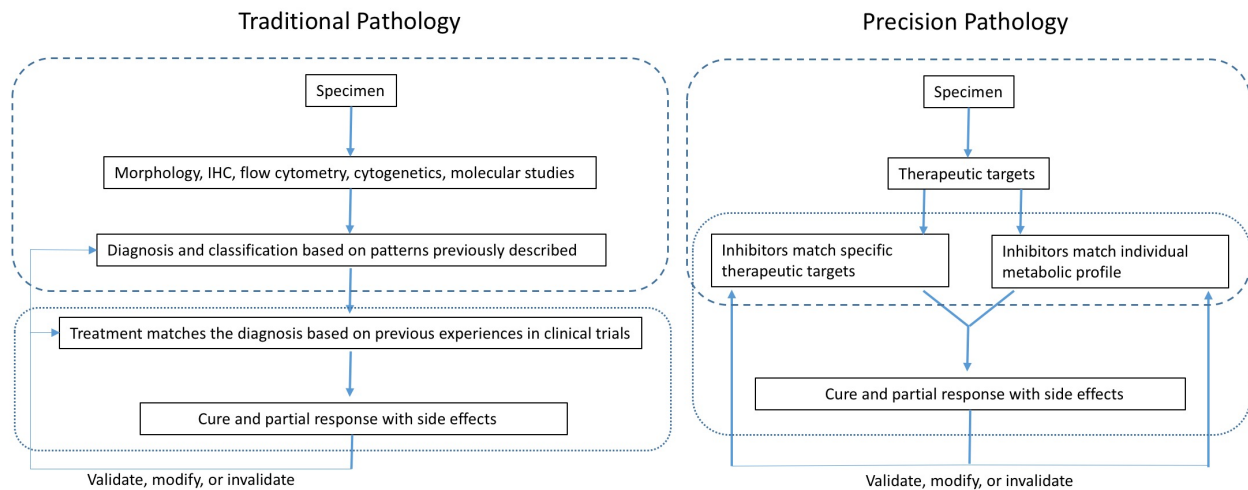 Traditional Pathology
Specimen
Morphology, IHC, flow cytometry, cytogenetics, molecular studies
Diagnosis and classification based on patterns previously described
Treatment matches the diagnosis based on previous experiences in clinical trials
Cure and partial response with side effects
Validate, modify, or invalidate
Precision Pathology
Specimen
Therapeutic targets
Inhibitors match specific
therapeutic targets
Inhibitors match individual
metabolic profile
Cure and partial response with side effects
Validate, modify, or invalidate